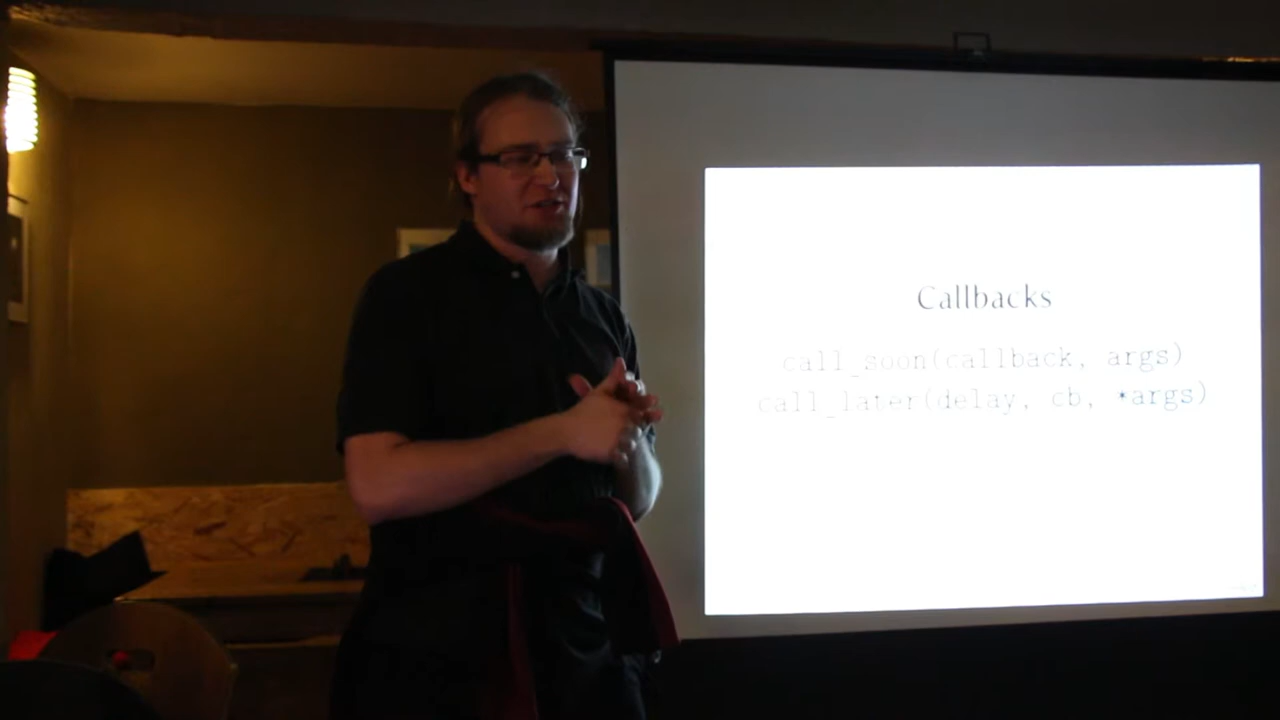 Callbacks
call_soon(callback, args)
call_later(delay, cb, *args)